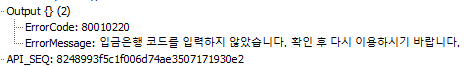 Output {} (2)
ErrorCode: 80010220
ErrorMessage: 입금은행 코드를 입력하지 않았습니다. 확인 후 다시 이용하시기 바랍니다.
API_SEQ: 8248993f5c1f006d74ae3507171930e2